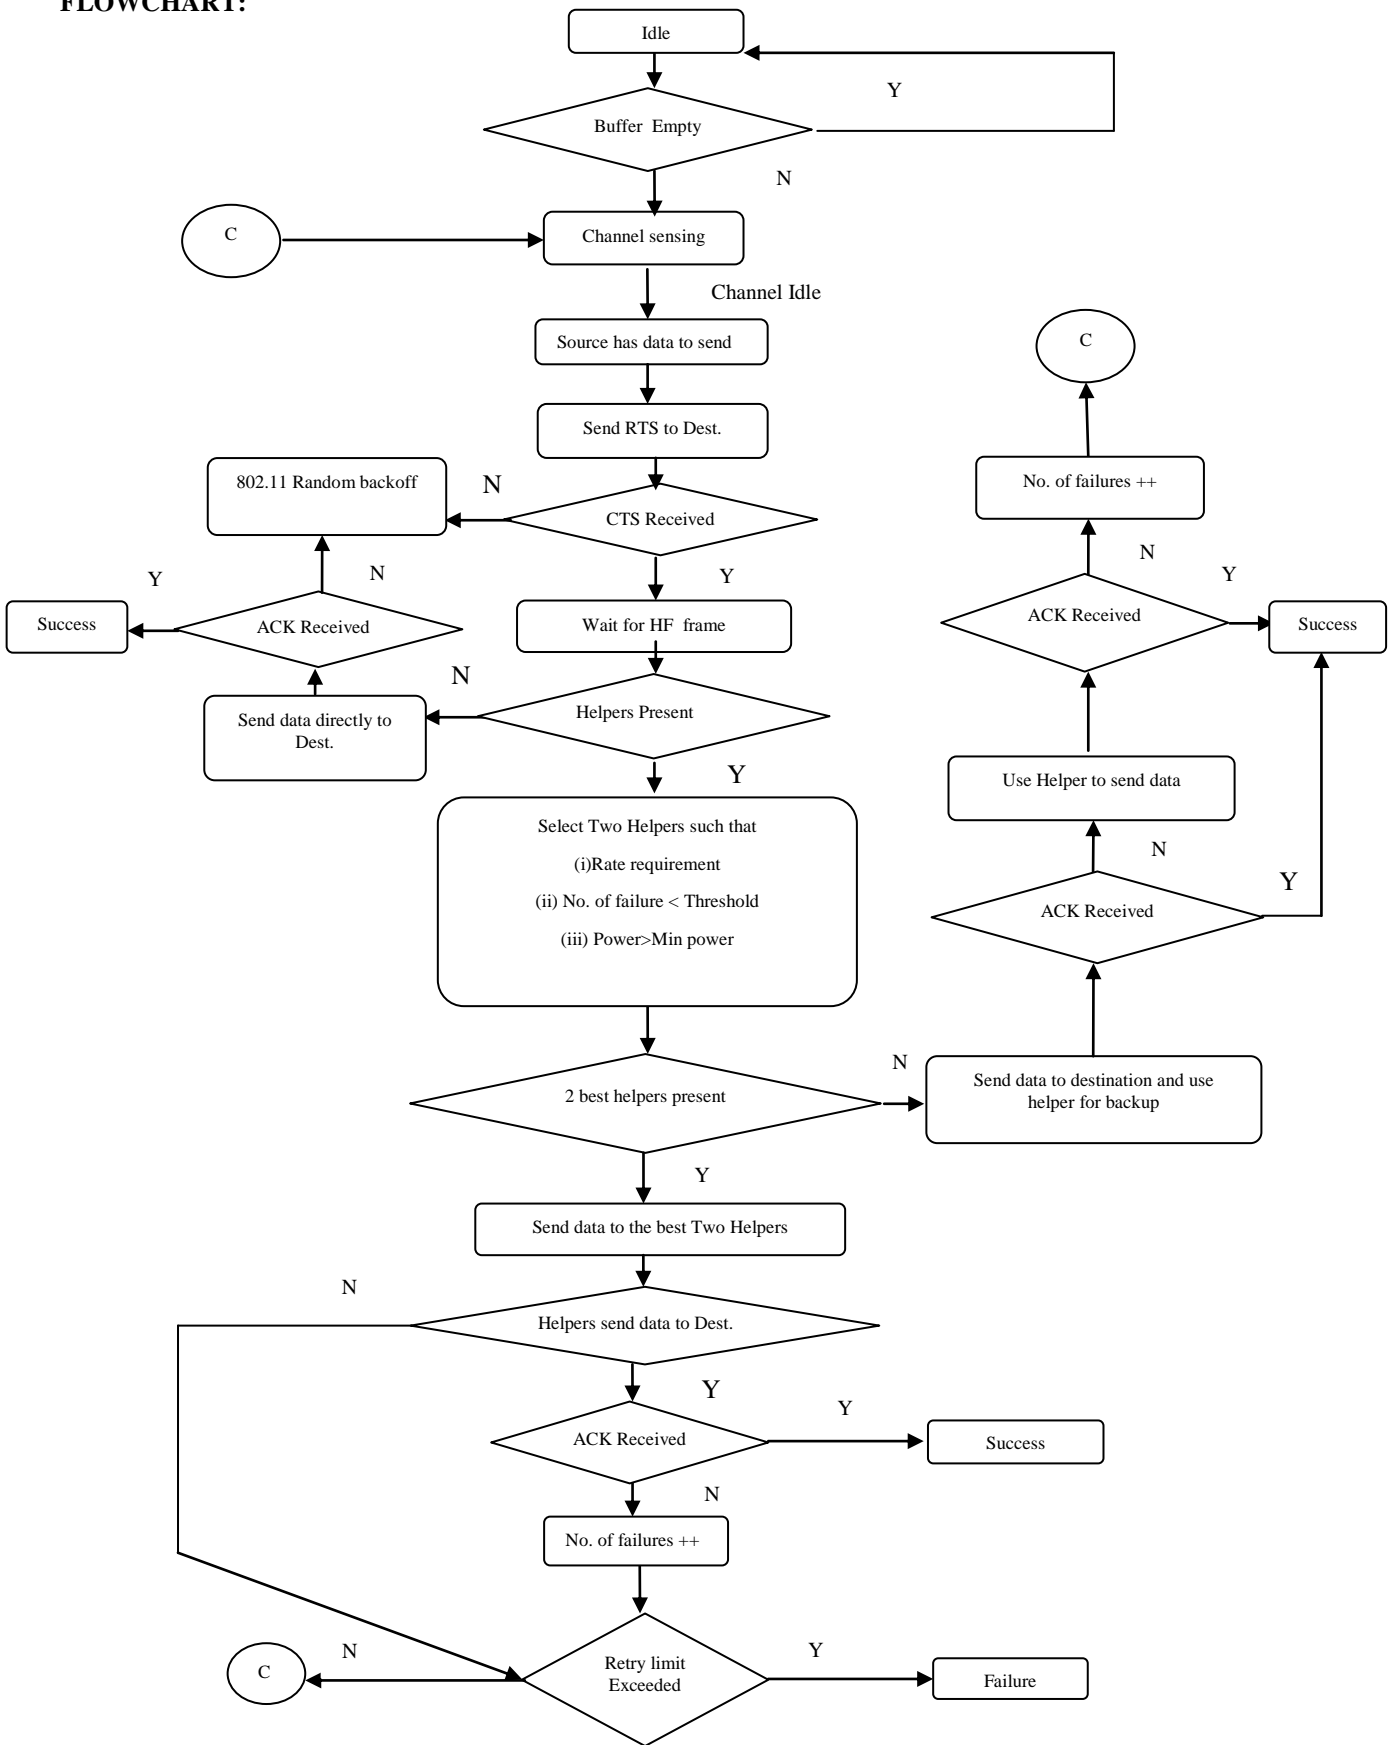 FLOWCHART:
Idle
Y
Buffer Empty
N
C
Channel sensing
Channel Idle
Source has data to send
C
Send RTS to Dest.
802.11 Random backoff
N
CTS Received
No. of failures ++
N
Y
N
Y
Y
Success
ACK Received
Wait for HF frame
ACK Received
Success
N
Send data directly to
Dest.
Helpers Present
Y
Use Helper to send data
Select Two Helpers such that
(i)Rate requirement
(ii) No. of failure < Threshold
(iii) Power>Min power
N
Y
ACK Received
2 best helpers present
N
Send data to destination and use
helper for backup
Y
Send data to the best Two Helpers
N
Helpers send data to Dest.
Y
Y
ACK Received
Success
N
No. of failures ++
C
N
Retry limit
Exceeded
Y
Failure